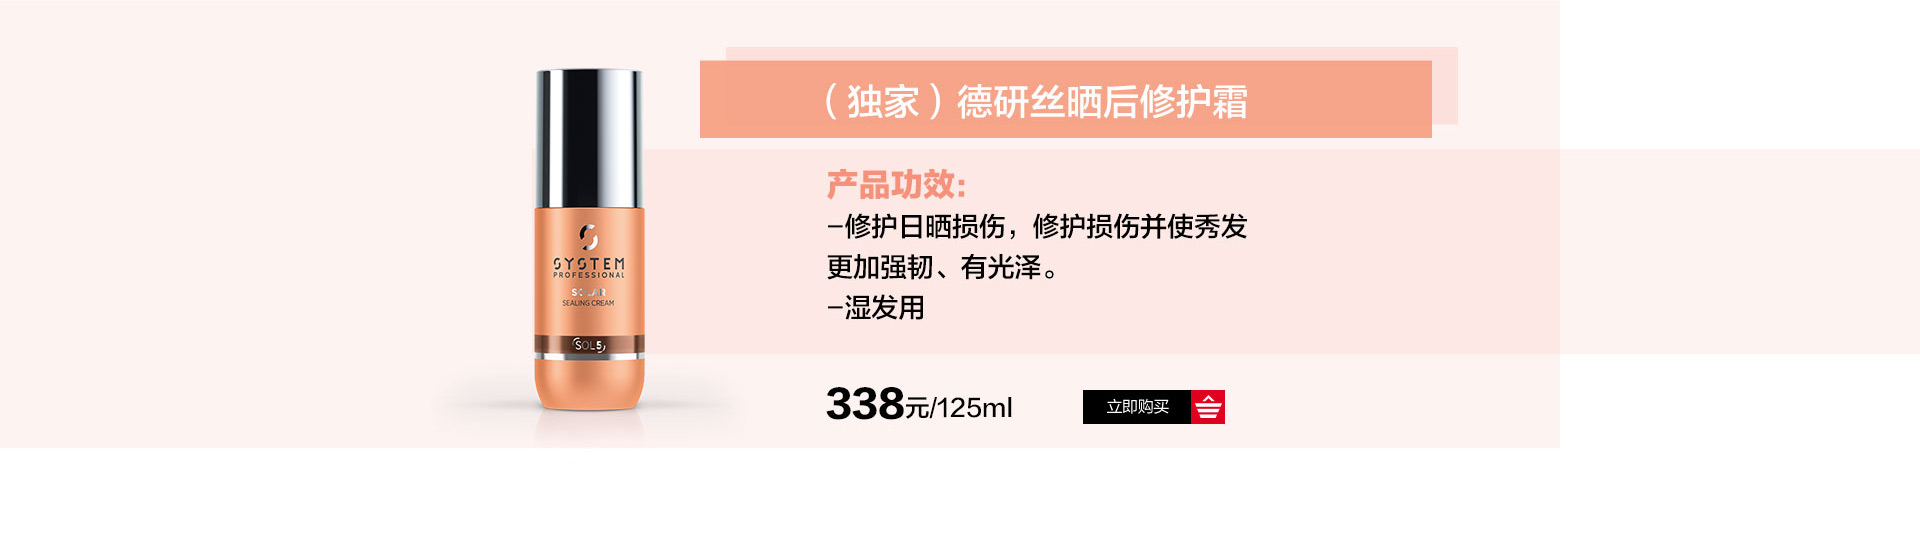 （独家）德研丝晒后修护霜
产品功效:
-修护日晒损伤，修护损伤并使秀发
更加强韧、有光泽。
-湿发用
338元/125ml
立即购买
SYSTEM
PROFESSIONAL
SOLAR
SEALING CREAM
SOL5